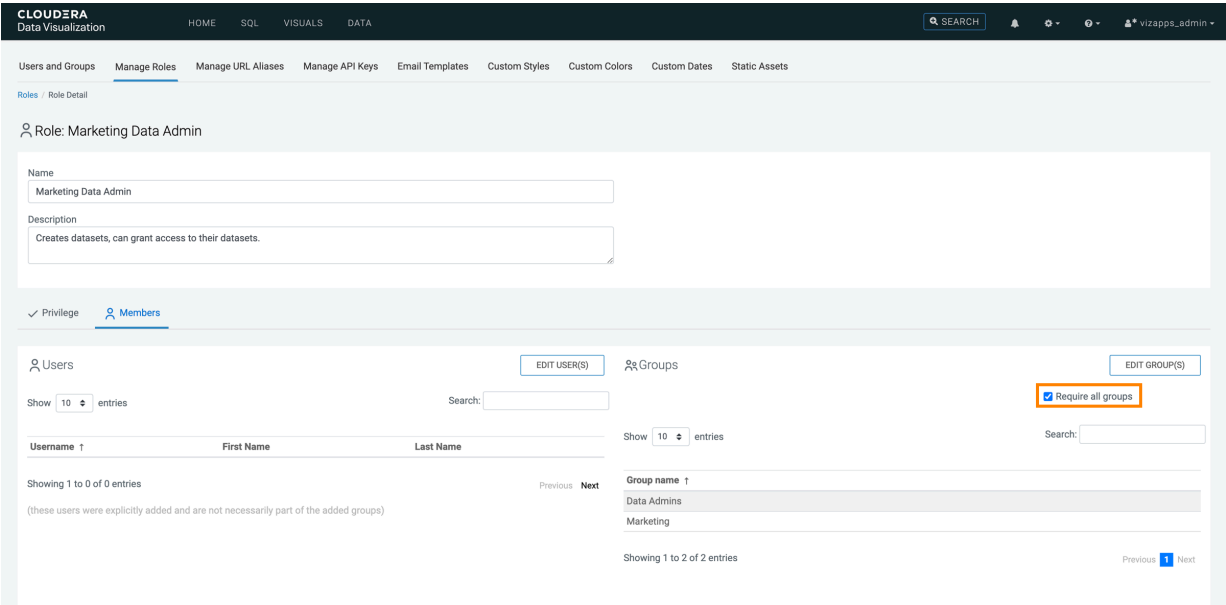 CLOUDERA
Data Visualization
HOME SQL VISUALS DATA
SEARCH
vizapps_admin
Users and Groups Manage Roles Manage URL Aliases Manage API Keys Email Templates Custom Styles Custom Colors Custom Dates Static Assets
Roles / Role Detail
Role: Marketing Data Admin
Name
Marketing Data Admin
Description
Creates datasets, can grant access to their datasets.
Privilege Members
Users
EDIT USER(S)
Show 10 entries
Search:
Username ↑ First Name Last Name
Showing 1 to 0 of 0 entries
Previous Next
(these users were explicitly added and are not necessarily part of the added groups)
Groups
EDIT GROUP(S)
Require all groups
Show 10 entries
Search:
Group name ↑
Data Admins
Marketing
Showing 1 to 2 of 2 entries
Previous 1 Next